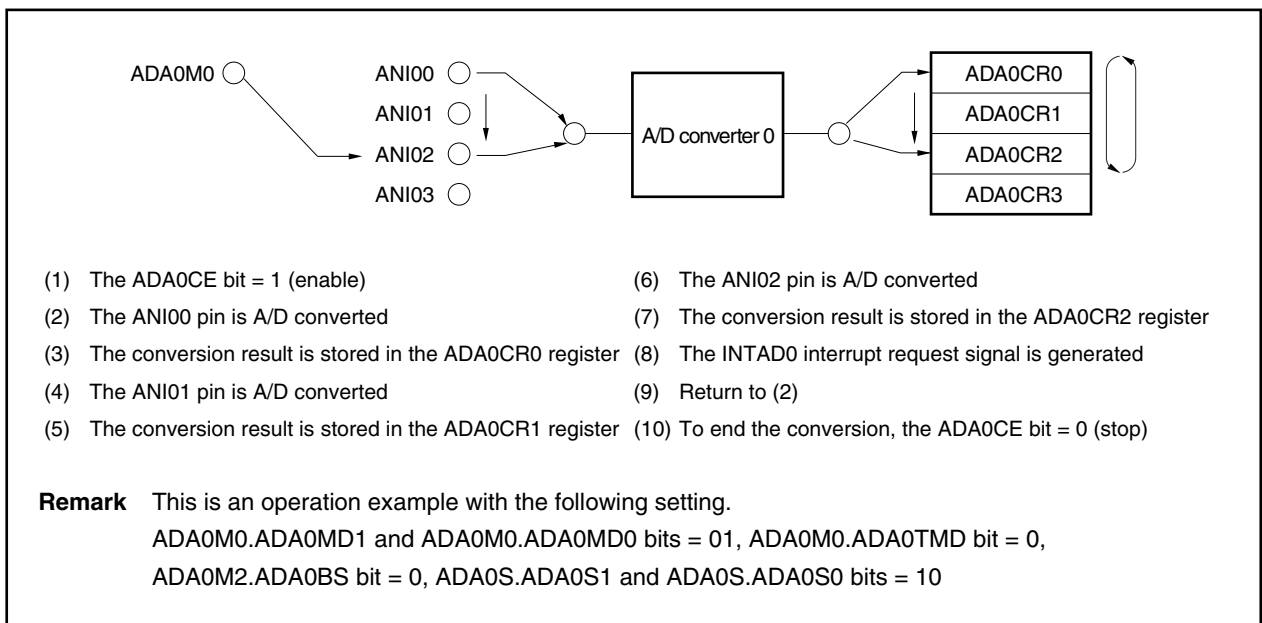 ADA0M0
ANI00
ANI01
ANI02
ANI03
A/D converter 0
ADA0CR0
ADA0CR1
ADA0CR2
ADA0CR3
(1) The ADA0CE bit = 1 (enable)
(2) The ANI00 pin is A/D converted
(3) The conversion result is stored in the ADA0CR0 register
(4) The ANI01 pin is A/D converted
(5) The conversion result is stored in the ADA0CR1 register
(6) The ANI02 pin is A/D converted
(7) The conversion result is stored in the ADA0CR2 register
(8) The INTAD0 interrupt request signal is generated
(9) Return to (2)
(10) To end the conversion, the ADA0CE bit = 0 (stop)
Remark This is an operation example with the following setting.
ADA0M0.ADA0MD1 and ADA0M0.ADA0MD0 bits = 01, ADA0M0.ADA0TMD bit = 0,
ADA0M2.ADA0BS bit = 0, ADA0S.ADA0S1 and ADA0S.ADA0S0 bits = 10